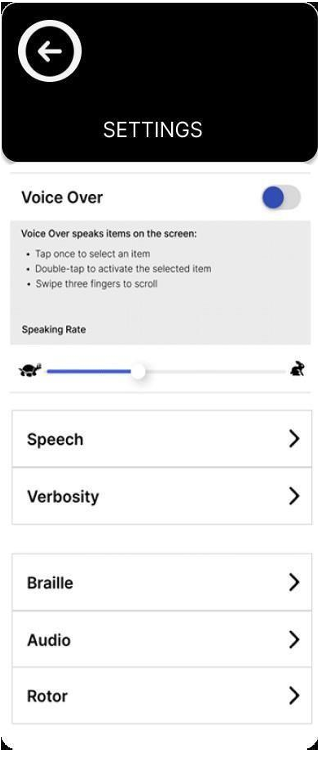 SETTINGS
Voice Over
Voice Over speaks items on the screen:
• Tap once to select an item
• Double-tap to activate the selected item
• Swipe three fingers to scroll
Speaking Rate
Speech
Verbosity
Braille
Audio
Rotor